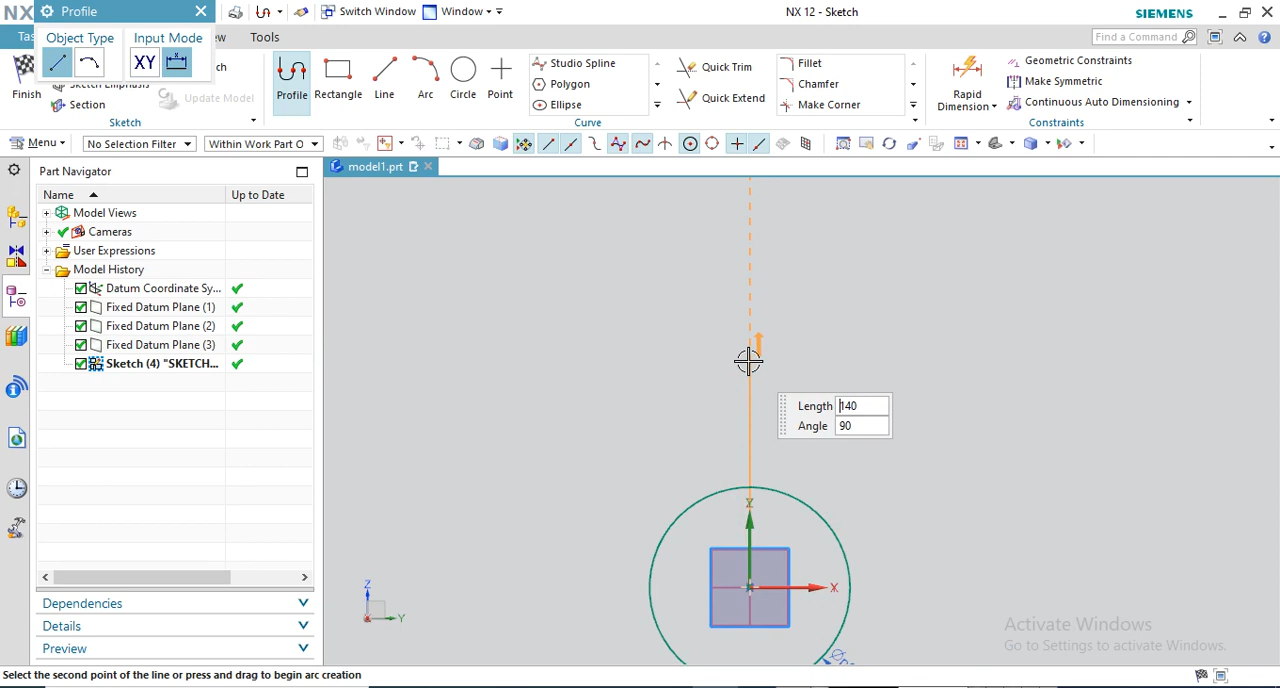 NX
Profile
Switch Window
Window
NX 12 - Sketch
SIEMENS
Object Type
Input Mode
Tools
Find a Command
XY
Finish
Section
Update Model
Sketch
Profile
Rectangle
Line
Arc
Circle
Point
Studio Spline
Polygon
Ellipse
Curve
Quick Trim
Quick Extend
Fillet
Chamfer
Make Corner
Rapid
Dimension
Geometric Constraints
Make Symmetric
Continuous Auto Dimensioning
Constraints
Menu
No Selection Filter
Within Work Part O
Part Navigator
model1.prt
Name
Up to Date
Model Views
Cameras
User Expressions
Model History
Datum Coordinate Sy...
Fixed Datum Plane (1)
Fixed Datum Plane (2)
Fixed Datum Plane (3)
Sketch (4) "SKETCH...
Length 140
Angle 90
Y
X
Z
Y
Dependencies
Details
Preview
Activate Windows
Go to Settings to activate Windows.
Select the second point of the line or press and drag to begin arc creation